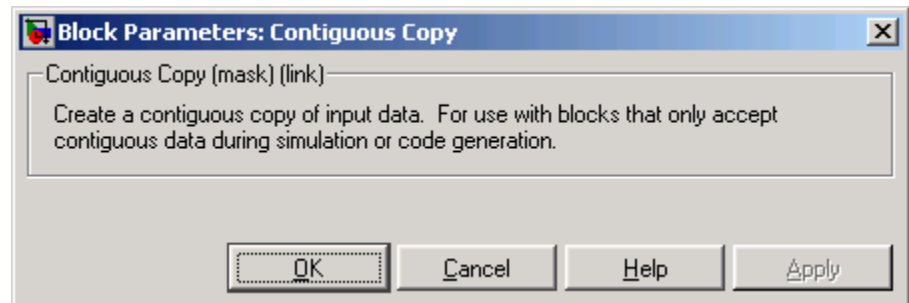 Block Parameters: Contiguous Copy
Contiguous Copy (mask) (link)
Create a contiguous copy of input data.  For use with blocks that only accept
contiguous data during simulation or code generation.
OK Cancel Help Apply